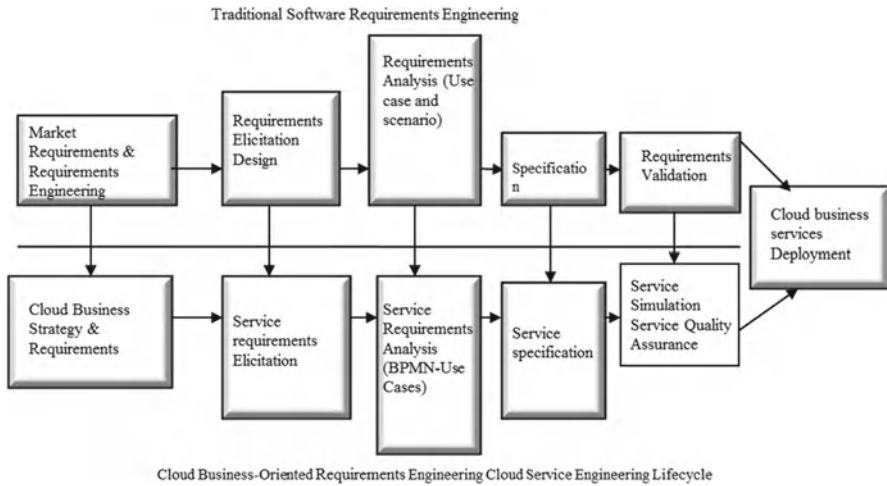 Traditional Software Requirements Engineering
Market
Requirements &
Requirements
Engineering
Requirements
Elicitation
Design
Requirements
Analysis (Use
case and
scenario)
Specificatio
n
Requirements
Validation
Cloud business
services
Deployment
Cloud Business
Strategy &
Requirements
Service
requirements
Elicitation
Service
Requirements
Analysis
(BPMN-Use
Cases)
Service
specification
Service
Simulation
Service Quality
Assurance
Cloud Business-Oriented Requirements Engineering Cloud Service Engineering Lifecycle